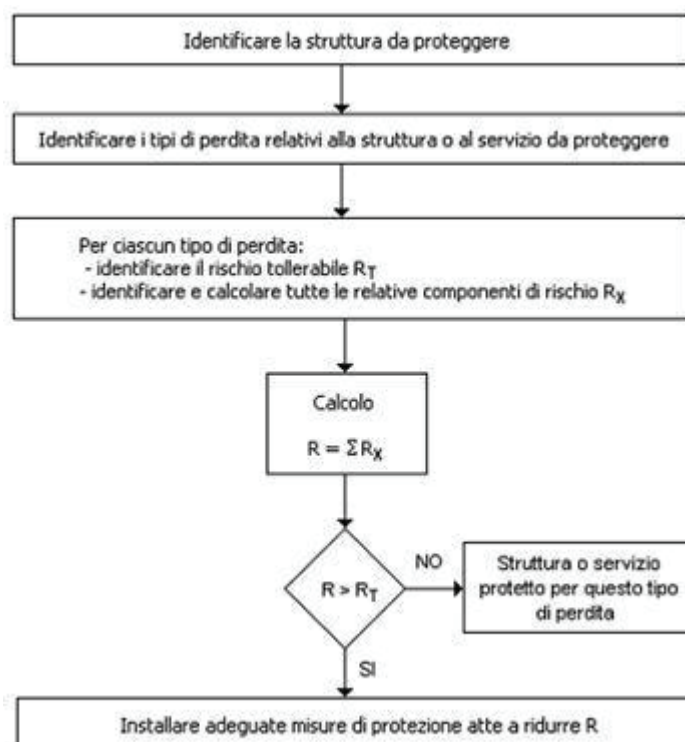 Identificare la struttura da proteggere
Identificare i tipi di perdita relativi alla struttura o al servizio da proteggere
Per ciascun tipo di perdita:
- identificare il rischio tollerabile RT
- identificare e calcolare tutte le relative componenti di rischio RX
Calcolo
R = ΣRX
R > RT
NO
Struttura o servizio
protetto per questo tipo
di perdita
SI
Installare adeguate misure di protezione atte a ridurre R